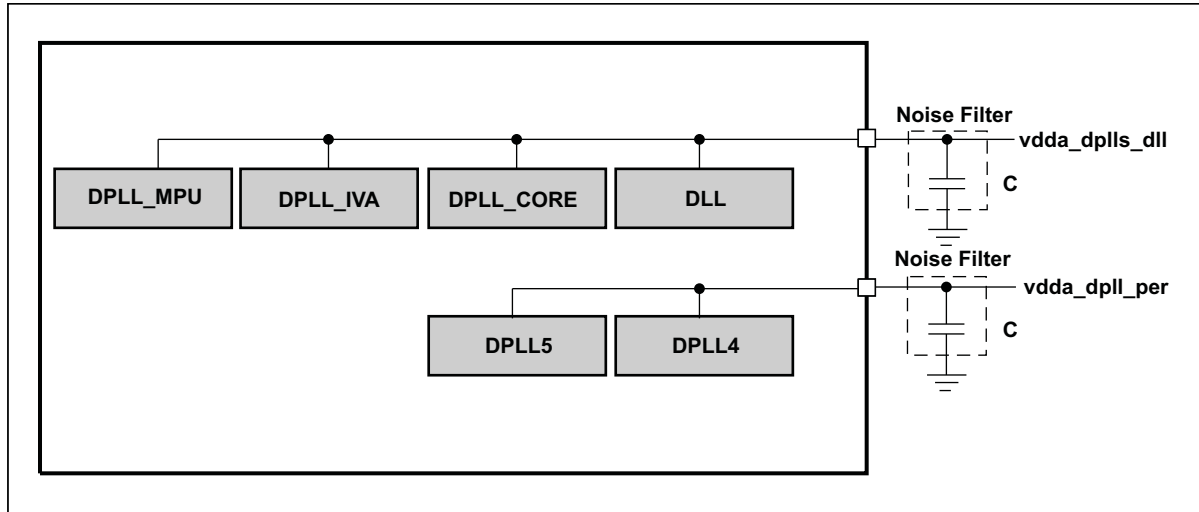 Noise Filter
vdda_dplls_dll
DPLL_MPU
DPLL_IVA
DPLL_CORE
DLL
C
Noise Filter
vdda_dpll_per
DPLL5
DPLL4
C